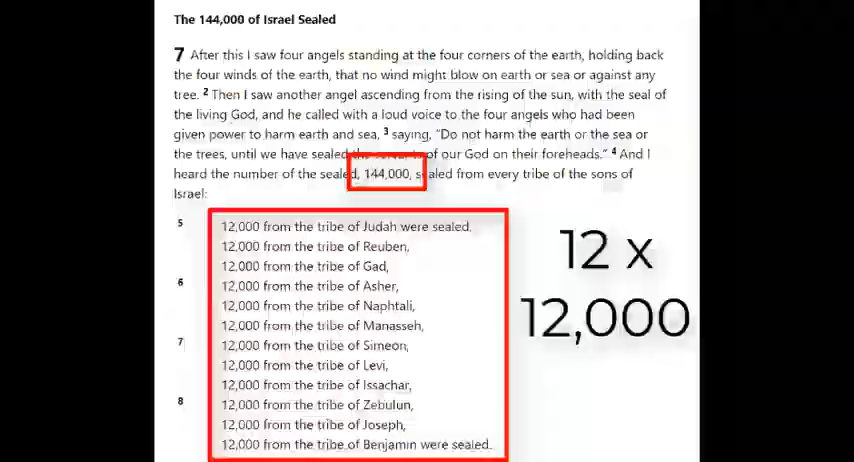 The 144,000 of Israel Sealed
7 After this I saw four angels standing at the four corners of the earth, holding back
the four winds of the earth, that no wind might blow on earth or sea or against any
tree. 2 Then I saw another angel ascending from the rising of the sun, with the seal of
the living God, and he called with a loud voice to the four angels who had been
given power to harm earth and sea, 3 saying, "Do not harm the earth or the sea or
the trees, until we have sealed the servants of our God on their foreheads." 4 And I
heard the number of the sealed, 144,000, sealed from every tribe of the sons of
Israel:
5 12,000 from the tribe of Judah were sealed,
12,000 from the tribe of Reuben,
12,000 from the tribe of Gad,
6 12,000 from the tribe of Asher,
12,000 from the tribe of Naphtali,
12,000 from the tribe of Manasseh,
7 12,000 from the tribe of Simeon,
12,000 from the tribe of Levi,
12,000 from the tribe of Issachar,
8 12,000 from the tribe of Zebulun,
12,000 from the tribe of Joseph,
12,000 from the tribe of Benjamin were sealed.
12 x
12,000